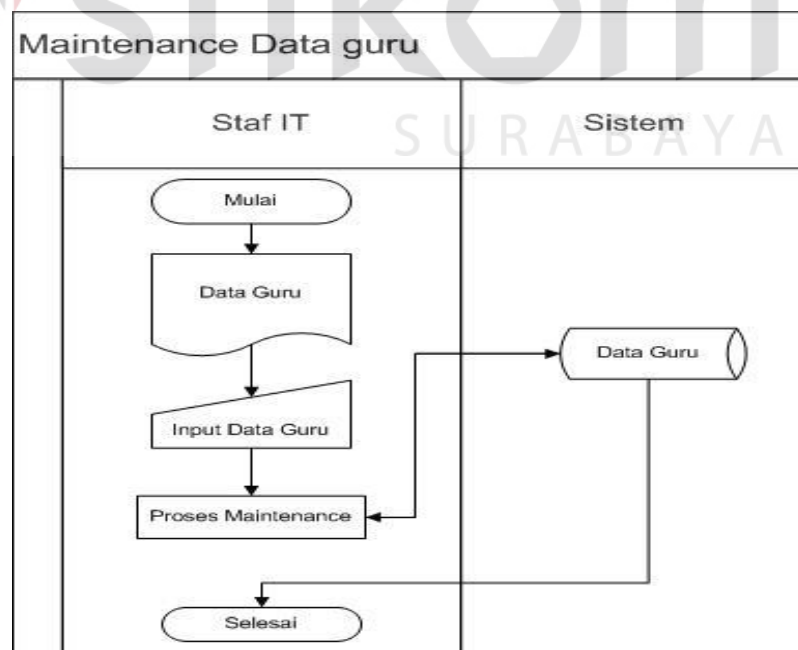 Maintenance Data guru
Staf IT
Sistem
SURABAYA
Mulai
Data Guru
Data Guru
Input Data Guru
Proses Maintenance
Selesai